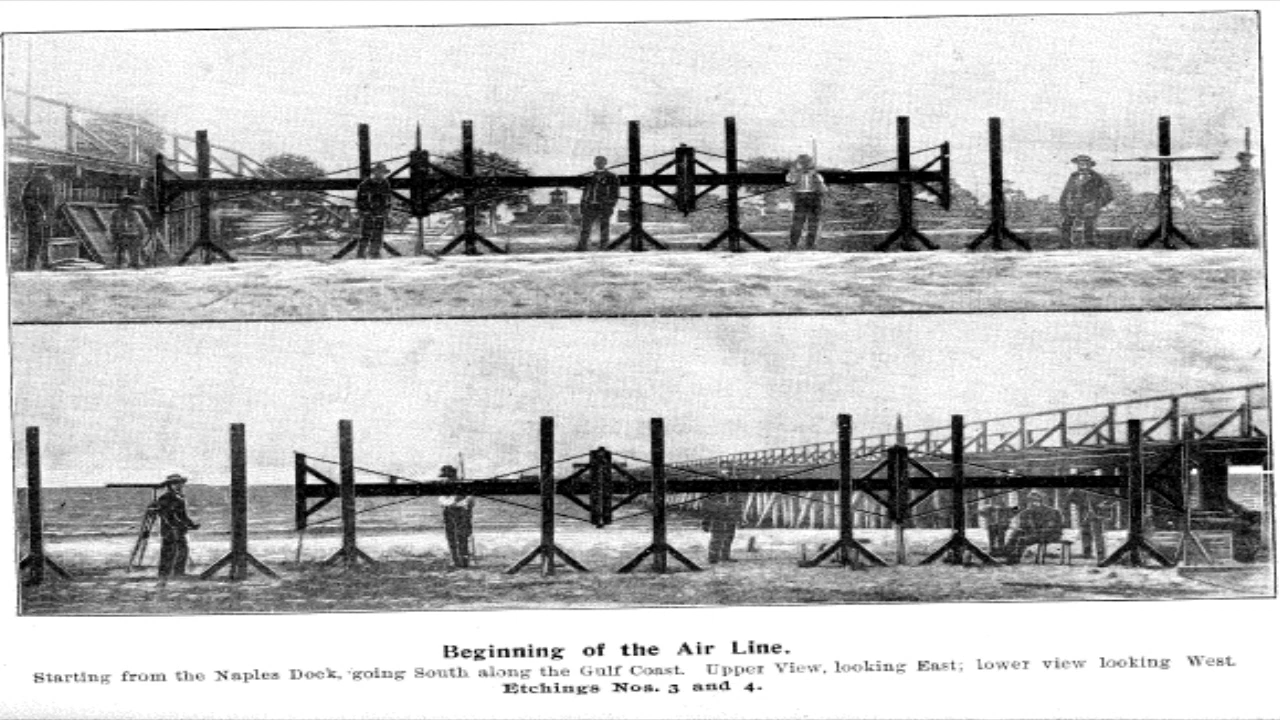 Beginning of the Air Line.
Starting from the Naples Dock, going South along the Gulf Coast. Upper View, looking East; lower view looking West.
Etchings Nos. 3 and 4.